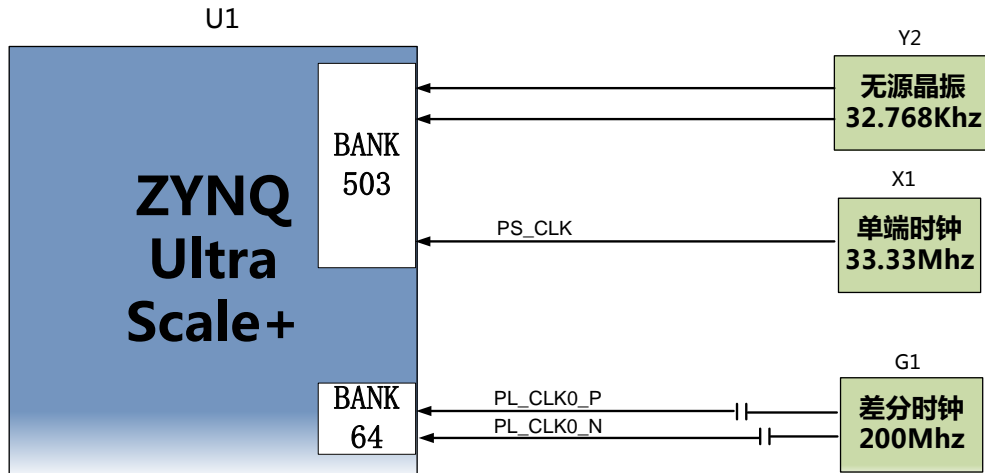 U1
ZYNQ
Ultra
Scale+
BANK
503
BANK
64
PS_CLK
PL_CLK0_P
PL_CLK0_N
Y2
无源晶振
32.768Khz
X1
单端时钟
33.33Mhz
G1
差分时钟
200Mhz